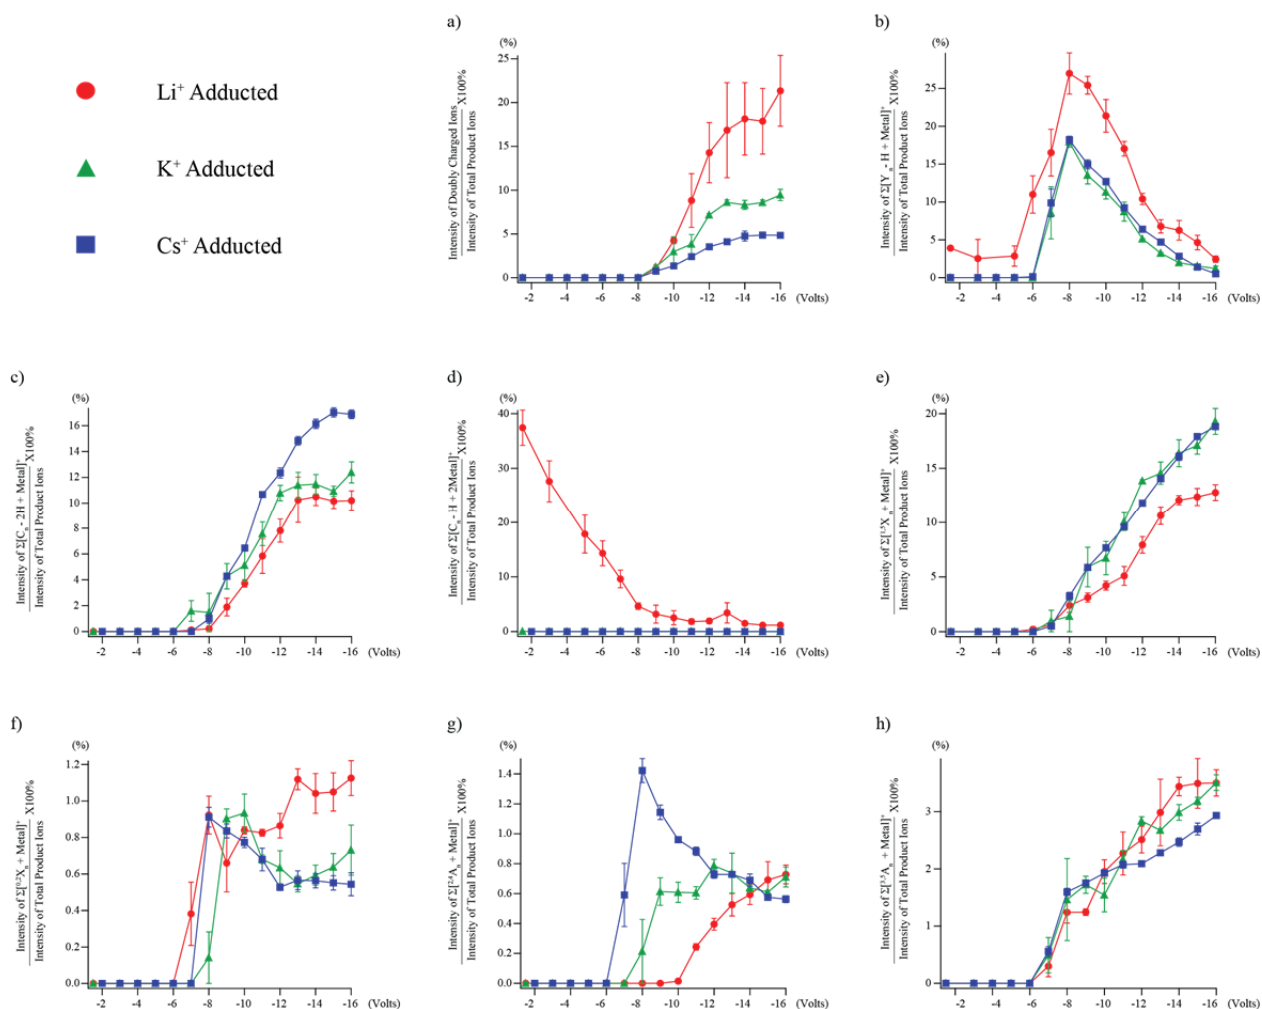 Li⁺ Adducted
K⁺ Adducted
Cs⁺ Adducted
a)
(%)
Intensity of Doubly Charged Ions
Intensity of Total Product Ions
X100%
25
20
15
10
5
0
-2 -4 -6 -8 -10 -12 -14 -16 (Volts)
b)
(%)
Intensity of Σ[Yₙ - H + Metal]⁺
Intensity of Total Product Ions
X100%
25
20
15
10
5
0
-2 -4 -6 -8 -10 -12 -14 -16 (Volts)
c)
(%)
Intensity of Σ[Cₙ - 2H + Metal]⁺
Intensity of Total Product Ions
X100%
16
14
12
10
8
6
4
2
0
-2 -4 -6 -8 -10 -12 -14 -16 (Volts)
d)
(%)
Intensity of Σ[Cₙ - H + 2Metal]⁺
Intensity of Total Product Ions
X100%
40
30
20
10
0
-2 -4 -6 -8 -10 -12 -14 -16 (Volts)
e)
(%)
Intensity of Σ[¹·⁵Xₙ + Metal]⁺
Intensity of Total Product Ions
X100%
20
15
10
5
0
-2 -4 -6 -8 -10 -12 -14 -16 (Volts)
f)
(%)
Intensity of Σ[⁰·²Xₙ + Metal]⁺
Intensity of Total Product Ions
X100%
1.2
1.0
0.8
0.6
0.4
0.2
0.0
-2 -4 -6 -8 -10 -12 -14 -16 (Volts)
g)
(%)
Aₙ + Metal]⁺
Intensity of Total Product Ions
X100%
1.4
1.2
1.0
0.8
0.6
0.4
0.2
0.0
-2 -4 -6 -8 -10 -12 -14 -16 (Volts)
h)
(%)
Intensity of Σ[³·⁵Aₙ + Metal]⁺
Intensity of Total Product Ions
X100%
3
2
1
0
-2 -4 -6 -8 -10 -12 -14 -16 (Volts)